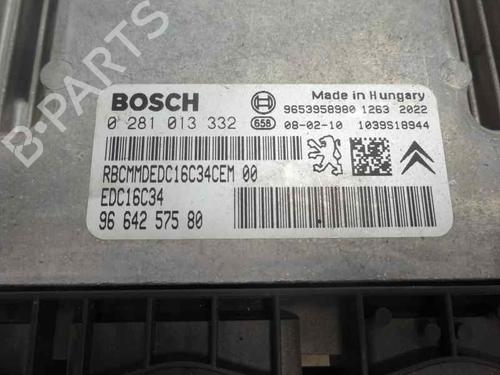 BOSCH
Made in Hungary
9653958980 1263 2022
0 281 013 332 658 08-02-10 1039S18944
RBCMMDEDC16C34CEM 00
EDC16C34
96 642 575 80
B-Parts